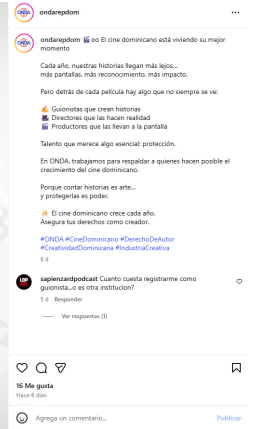 ONDA
ondarepdom
ONDA
ondarepdom 🎬 DO El cine dominicano está viviendo su mejor
momento
Cada año, nuestras historias llegan más lejos...
más pantallas, más reconocimiento, más impacto.
Pero detrás de cada película hay algo que no siempre se ve:
✍️ Guionistas que crean historias
🎥 Directores que las hacen realidad
🎬 Productores que las llevan a la pantalla
Talento que merece algo esencial: protección.
En ONDA, trabajamos para respaldar a quienes hacen posible el
crecimiento del cine dominicano.
Porque contar historias es arte...
y protegerlas es poder.
✨ El cine dominicano crece cada año.
Asegura tus derechos como creador.
#ONDA #CineDominicano #DerechoDeAutor
#CreatividadDominicana #IndustriaCreativa
6 d
sapienzardpodcast Cuanto cuesta registrarme como
guionista...o es otra institucion?
5 d Responder
Ver respuestas (1)
16 Me gusta
Hace 6 días
Agrega un comentario...
Publicar